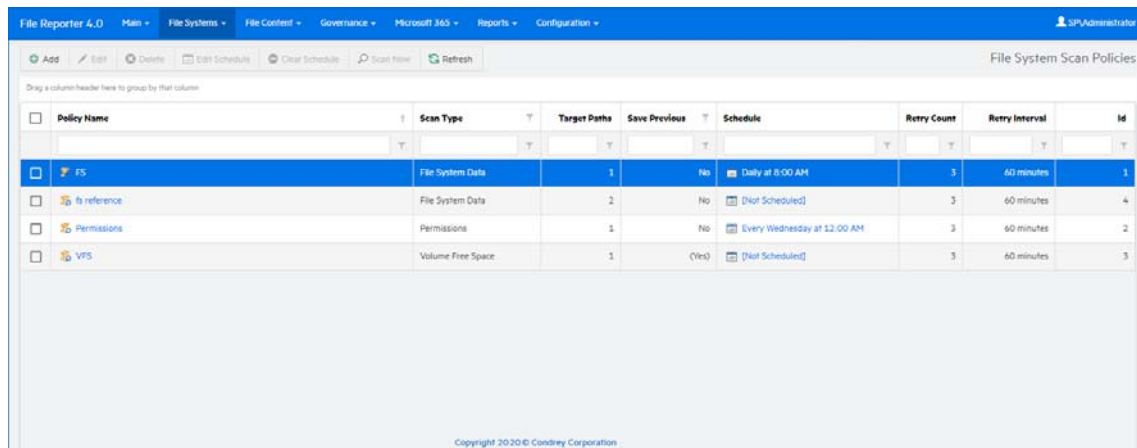 File Reporter 4.0 Main File Systems File Content Governance Microsoft 365 Reports Configuration SP\Administrator
Add Edit Delete Edit Schedule Clear Schedule Scan Now Refresh File System Scan Policies
Drag a column header here to group by that column
Policy Name Scan Type Target Paths Save Previous Schedule Retry Count Retry Interval Id
FS File System Data 1 No Daily at 8:00 AM 3 60 minutes 1
fs reference File System Data 2 No [Not Scheduled] 3 60 minutes 4
Permissions Permissions 1 No Every Wednesday at 12:00 AM 3 60 minutes 2
VFS Volume Free Space 1 (Yes) [Not Scheduled] 3 60 minutes 3
Copyright 2020 © Condrey Corporation